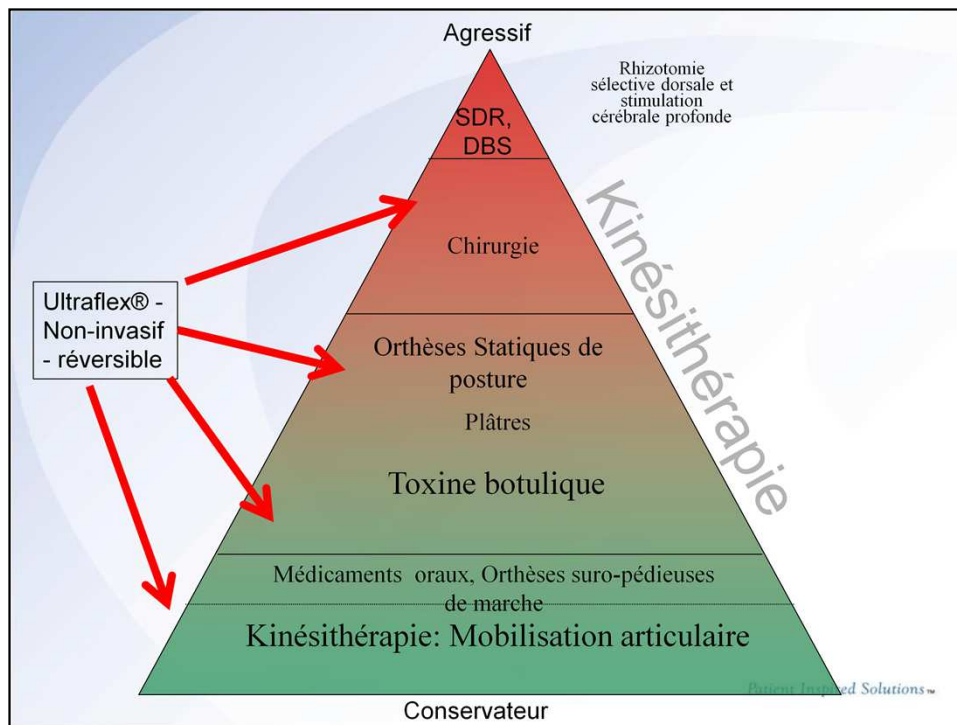 Agressif
Rhizotomie
sélective dorsale et
stimulation
cérébrale profonde
SDR,
DBS
Kinésithérapie
Chirurgie
Ultraflex® -
Non-invasif
- réversible
Orthèses Statiques de
posture
Plâtres
Toxine botulique
Médicaments oraux, Orthèses suro-pédieuses
de marche
Kinésithérapie: Mobilisation articulaire
Patient Inspired Solutions™
Conservateur